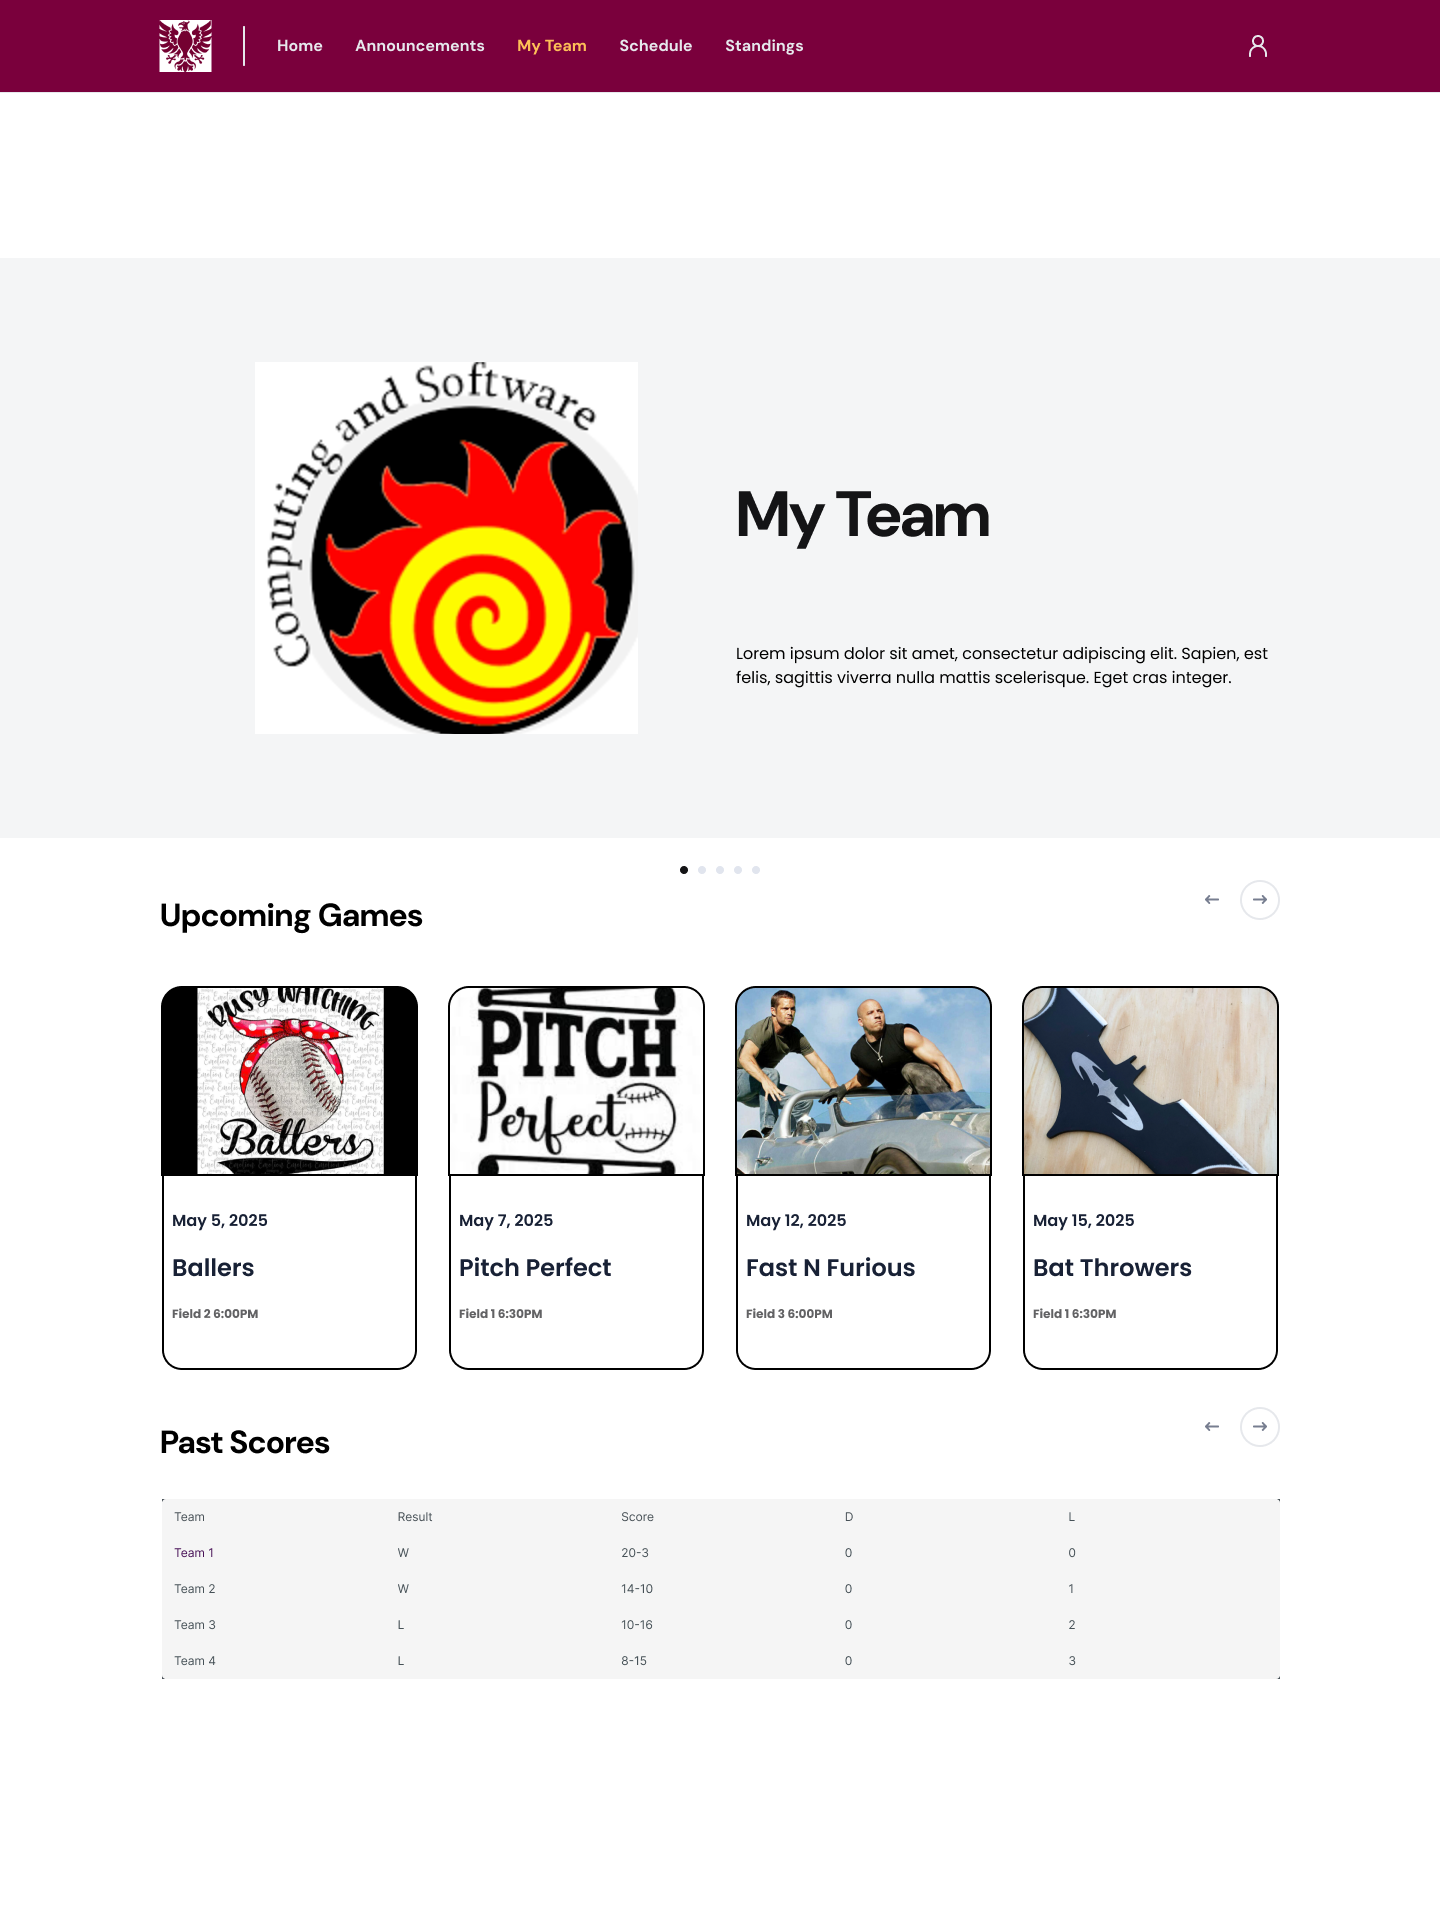 Home Announcements My Team Schedule Standings
Computing and Software
My Team
Lorem ipsum dolor sit amet, consectetur adipiscing elit. Sapien, est
felis, sagittis viverra nulla mattis scelerisque. Eget cras integer.
Upcoming Games
BUSY WATCHING
Ballers
PITCH
Perfect
May 5, 2025
Ballers
Field 2 6:00PM
May 7, 2025
Pitch Perfect
Field 1 6:30PM
May 12, 2025
Fast N Furious
Field 3 6:00PM
May 15, 2025
Bat Throwers
Field 1 6:30PM
Past Scores
Team Result Score D L
Team 1 W 20-3 0 0
Team 2 W 14-10 0 1
Team 3 L 10-16 0 2
Team 4 L 8-15 0 3